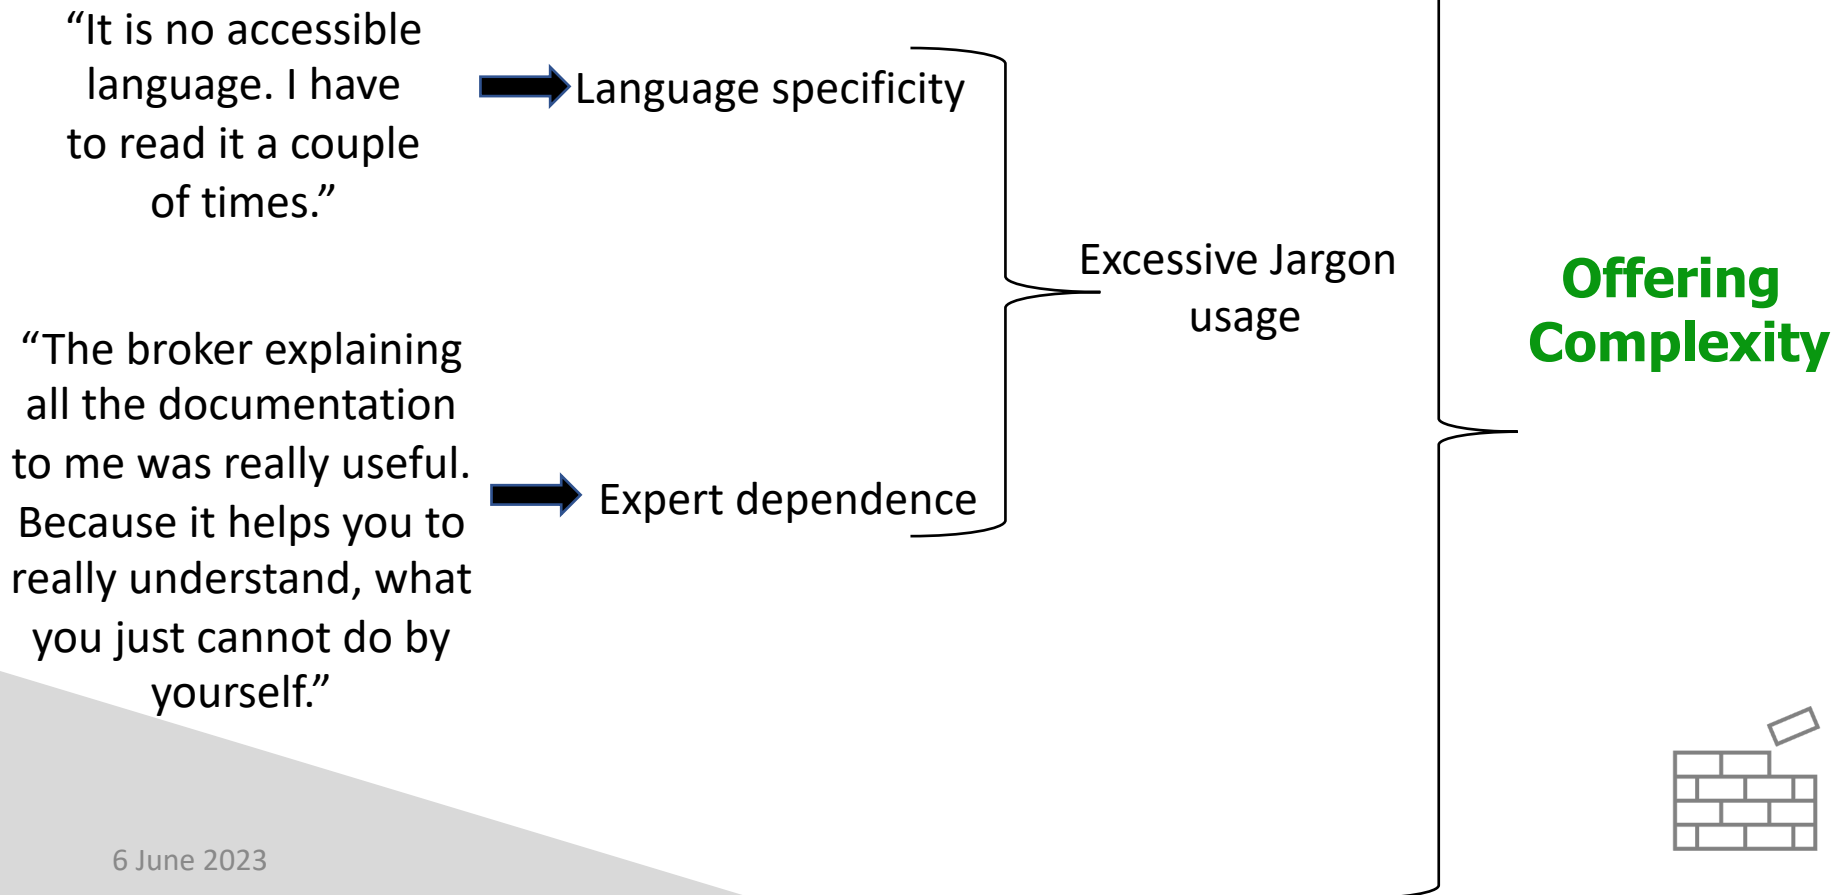 “It is no accessible
language. I have
to read it a couple
of times.”
Language specificity
“The broker explaining
all the documentation
to me was really useful.
Because it helps you to
really understand, what
you just cannot do by
yourself.”
Expert dependence
Excessive Jargon
usage
Offering
Complexity
6 June 2023